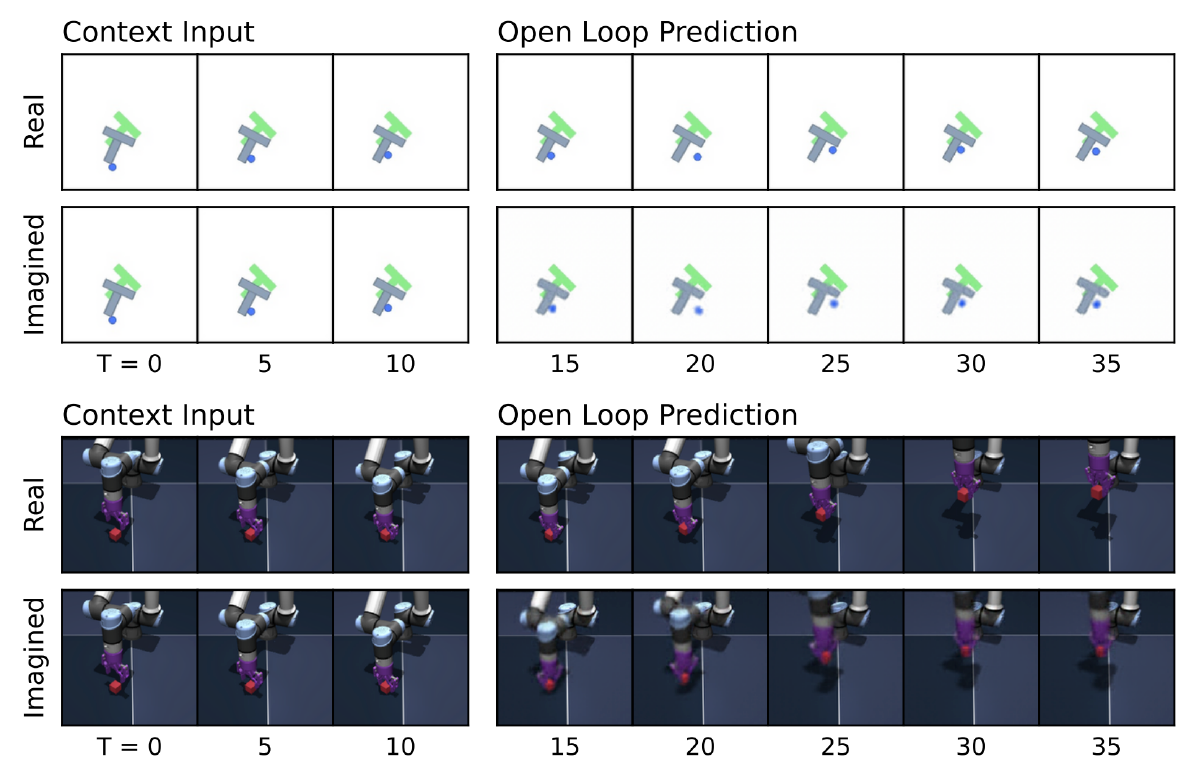 Context Input
Open Loop Prediction
Real
Imagined
T = 0 5 10 15 20 25 30 35
Context Input
Open Loop Prediction
Real
Imagined
T = 0 5 10 15 20 25 30 35